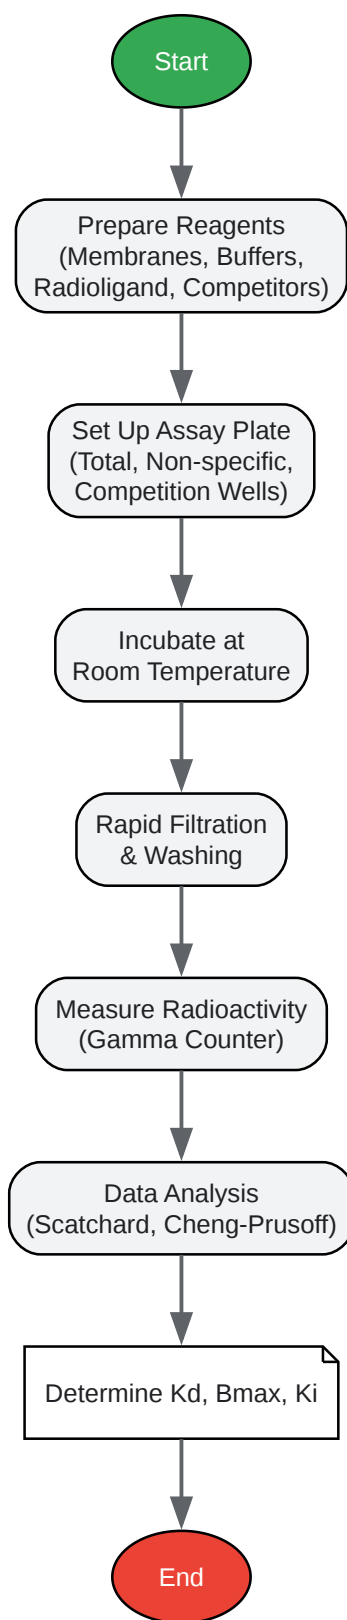 Start
Prepare Reagents
(Membranes, Buffers,
Radioligand, Competitors)
Set Up Assay Plate
(Total, Non-specific,
Competition Wells)
Incubate at
Room Temperature
Rapid Filtration
& Washing
Measure Radioactivity
(Gamma Counter)
Data Analysis
(Scatchard, Cheng-Prusoff)
Determine Kd, Bmax, Ki
End